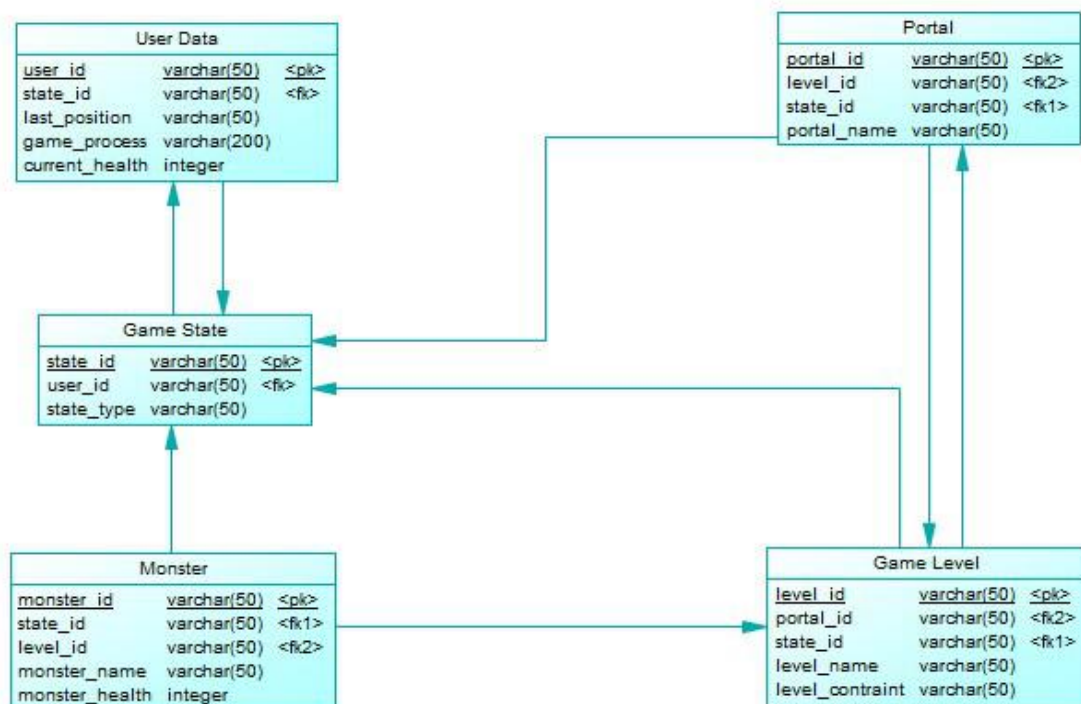 User Data
user_id varchar(50) <pk>
state_id varchar(50) <fk>
last_position varchar(50)
game_process varchar(200)
current_health integer
Portal
portal_id varchar(50) <pk>
level_id varchar(50) <fk2>
state_id varchar(50) <fk1>
portal_name varchar(50)
Game State
state_id varchar(50) <pk>
user_id varchar(50) <fk>
state_type varchar(50)
Monster
monster_id varchar(50) <pk>
state_id varchar(50) <fk1>
level_id varchar(50) <fk2>
monster_name varchar(50)
monster_health integer
Game Level
level_id varchar(50) <pk>
portal_id varchar(50) <fk2>
state_id varchar(50) <fk1>
level_name varchar(50)
level_contraint varchar(50)